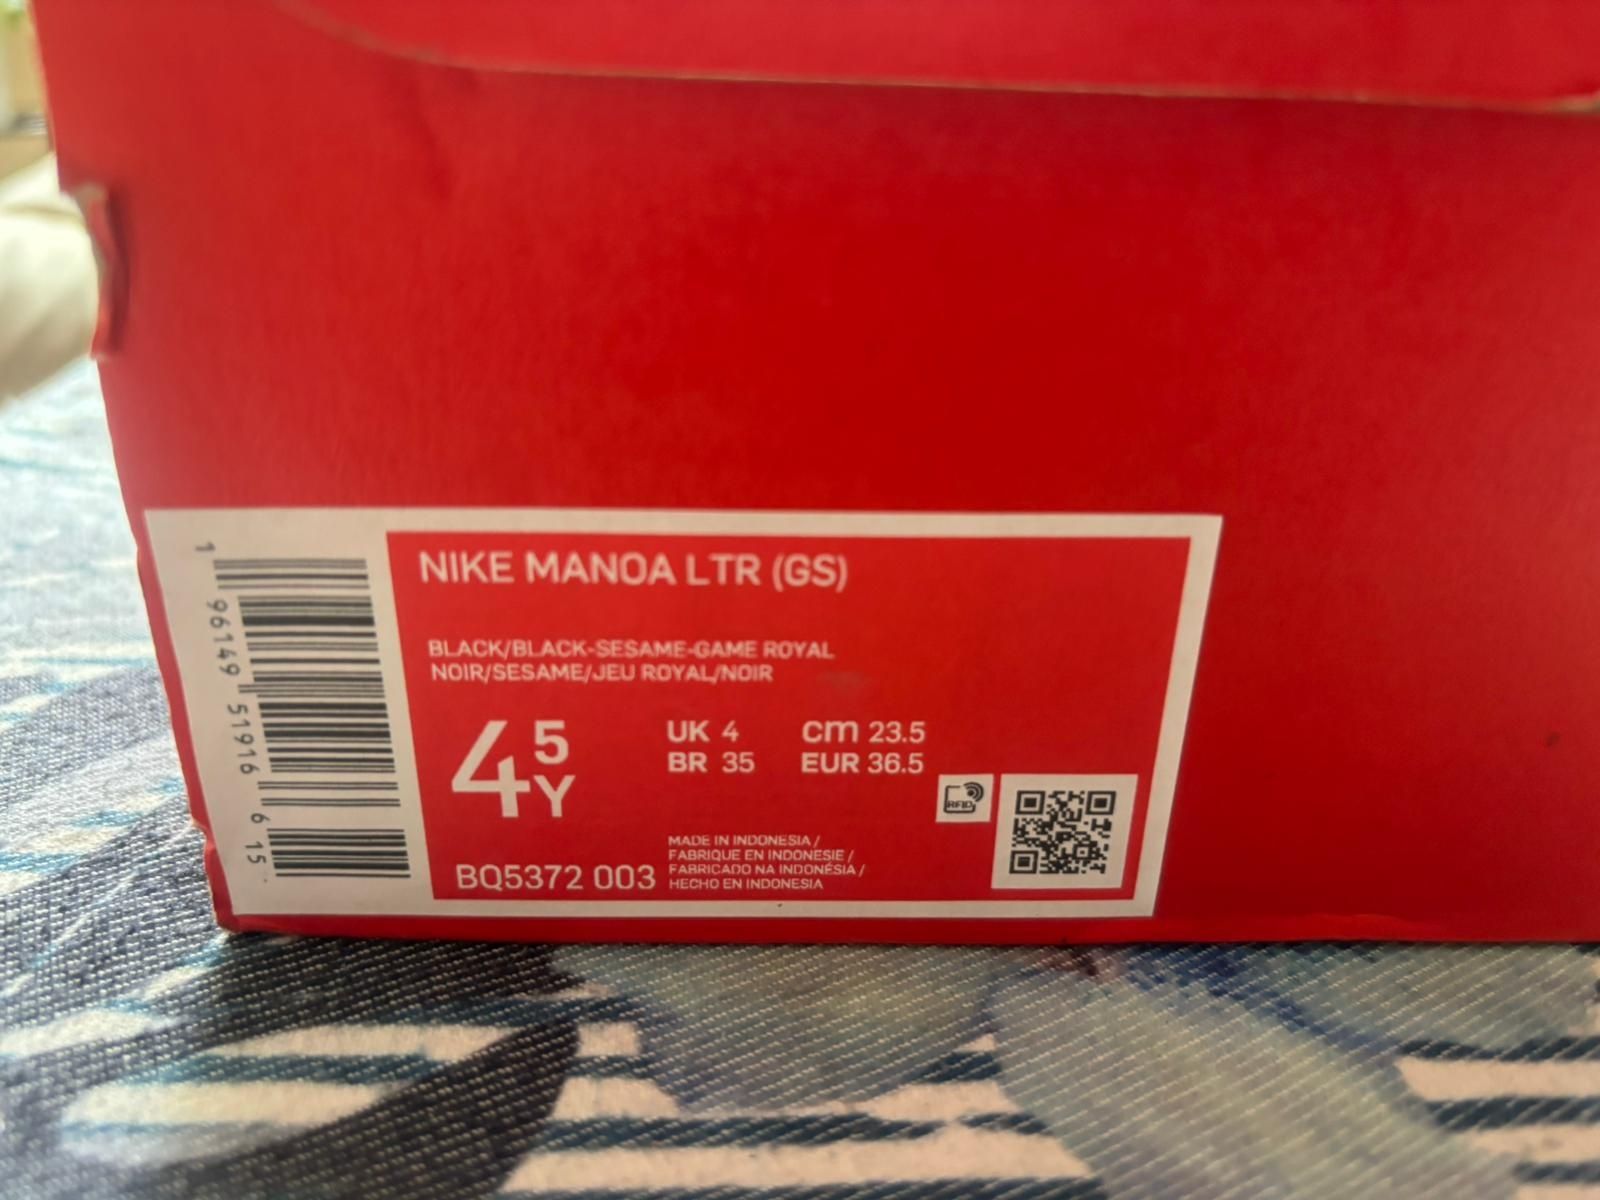 NIKE MANOA LTR (GS)
BLACK/BLACK-SESAME-GAME ROYAL
NOIR/SESAME/JEU ROYAL/NOIR
4 5 Y
UK 4 cm 23.5
BR 35 EUR 36.5
RFID
BQ5372 003
MADE IN INDONESIA /
FABRIQUE EN INDONESIE /
FABRICADO NA INDONÉSIA /
HECHO EN INDONESIA
1 96149 51916 6 15